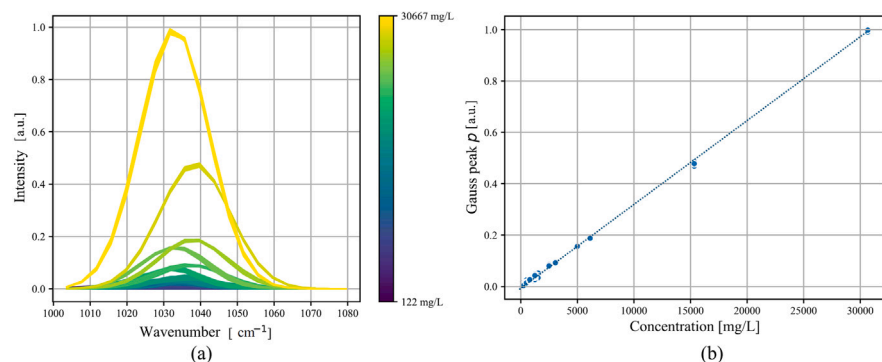 30667 mg/L
1.0
0.8
0.6
0.4
0.2
0.0
Intensity [a.u.]
1000 1010 1020 1030 1040 1050 1060 1070 1080
122 mg/L
Wavenumber [ cm⁻¹]
(a)
1.0
0.8
0.6
0.4
0.2
0.0
Gauss peak p [a.u.]
0 5000 10000 15000 20000 25000 30000
Concentration [mg/L]
(b)